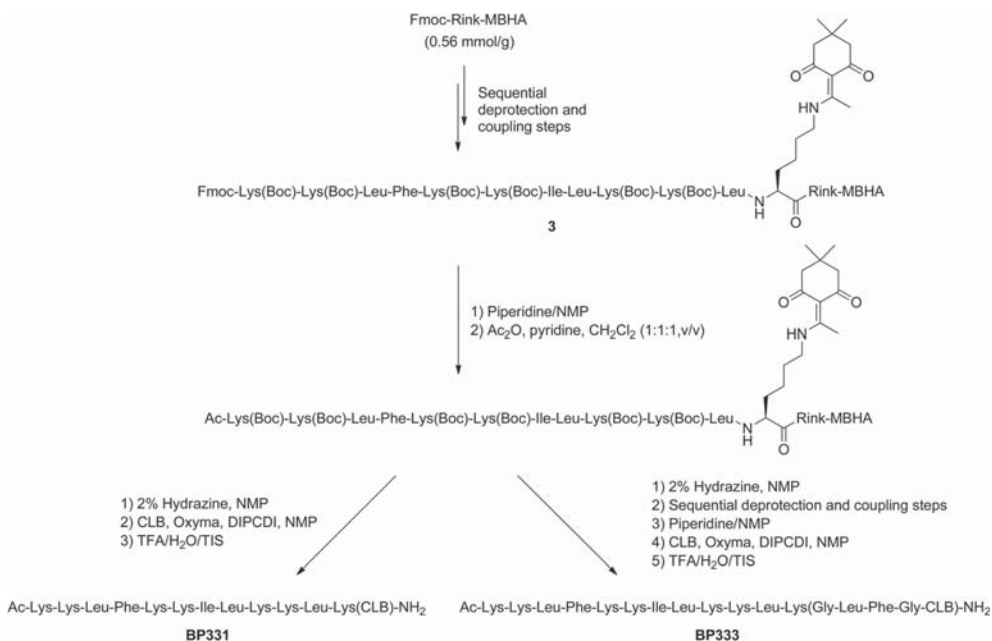 Fmoc-Rink-MBHA
(0.56 mmol/g)
Sequential
deprotection and
coupling steps
O
O
HN
Fmoc-Lys(Boc)-Lys(Boc)-Leu-Phe-Lys(Boc)-Lys(Boc)-Ile-Leu-Lys(Boc)-Lys(Boc)-Leu
N
H
Rink-MBHA
O
3
1) Piperidine/NMP
2) Ac₂O, pyridine, CH₂Cl₂ (1:1:1,v/v)
O
O
HN
Ac-Lys(Boc)-Lys(Boc)-Leu-Phe-Lys(Boc)-Lys(Boc)-Ile-Leu-Lys(Boc)-Lys(Boc)-Leu
N
H
Rink-MBHA
O
1) 2% Hydrazine, NMP
2) CLB, Oxyma, DIPCDI, NMP
3) TFA/H₂O/TIS
1) 2% Hydrazine, NMP
2) Sequential deprotection and coupling steps
3) Piperidine/NMP
4) CLB, Oxyma, DIPCDI, NMP
5) TFA/H₂O/TIS
Ac-Lys-Lys-Leu-Phe-Lys-Lys-Ile-Leu-Lys-Lys-Leu-Lys(CLB)-NH₂
BP331
Ac-Lys-Lys-Leu-Phe-Lys-Lys-Ile-Leu-Lys-Lys-Leu-Lys(Gly-Leu-Phe-Gly-CLB)-NH₂
BP333